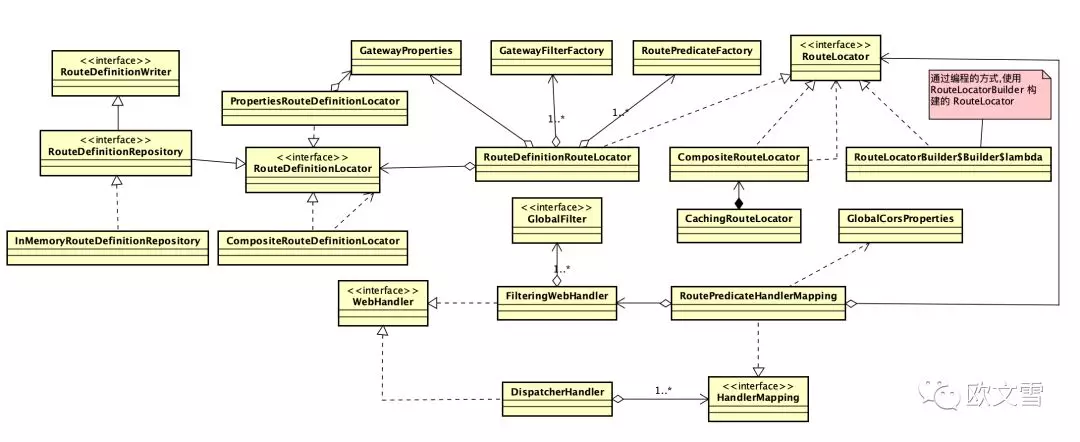 <<interface>>
RouteDefinitionWriter
GatewayProperties
GatewayFilterFactory
RoutePredicateFactory
<<interface>>
RouteLocator
通过编程的方式,使用
RouteLocatorBuilder 构
建的 RouteLocator
PropertiesRouteDefinitionLocator
1..*
1..*
<<interface>>
RouteDefinitionRepository
<<interface>>
RouteDefinitionLocator
RouteDefinitionRouteLocator
CompositeRouteLocator
RouteLocatorBuilder$Builder$lambda
<<interface>>
GlobalFilter
CachingRouteLocator
GlobalCorsProperties
InMemoryRouteDefinitionRepository
CompositeRouteDefinitionLocator
1..*
<<interface>>
WebHandler
FilteringWebHandler
RoutePredicateHandlerMapping
DispatcherHandler
1..*
<<interface>>
HandlerMapping
欧文雪